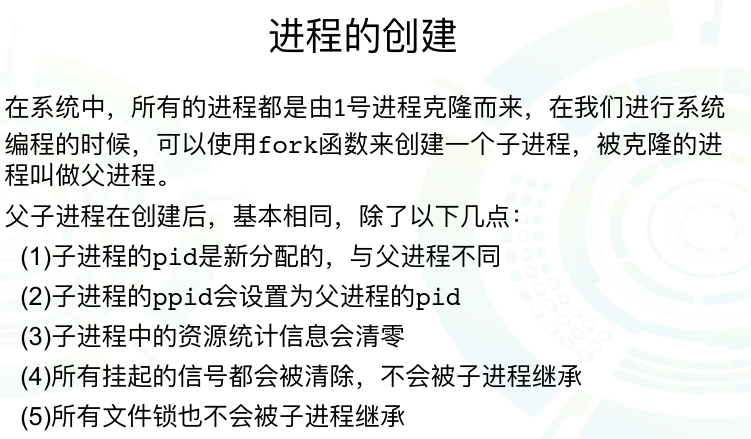 进程的创建
在系统中，所有的进程都是由1号进程克隆而来，在我们进行系统
编程的时候，可以使用fork函数来创建一个子进程，被克隆的进
程叫做父进程。
父子进程在创建后，基本相同，除了以下几点：
(1)子进程的pid是新分配的，与父进程不同
(2)子进程的ppid会设置为父进程的pid
(3)子进程中的资源统计信息会清零
(4)所有挂起的信号都会被清除，不会被子进程继承
(5)所有文件锁也不会被子进程继承